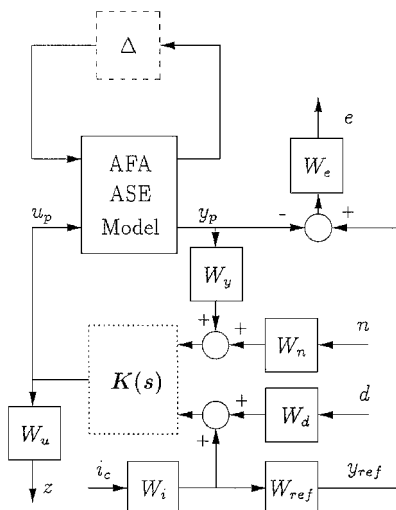 Δ
e
W_e
AFA
ASE
Model
u_p
y_p
-
+
W_y
+
+
n
W_n
K(s)
+
d
W_d
+
W_u
z
i_c
W_i
W_ref
y_ref